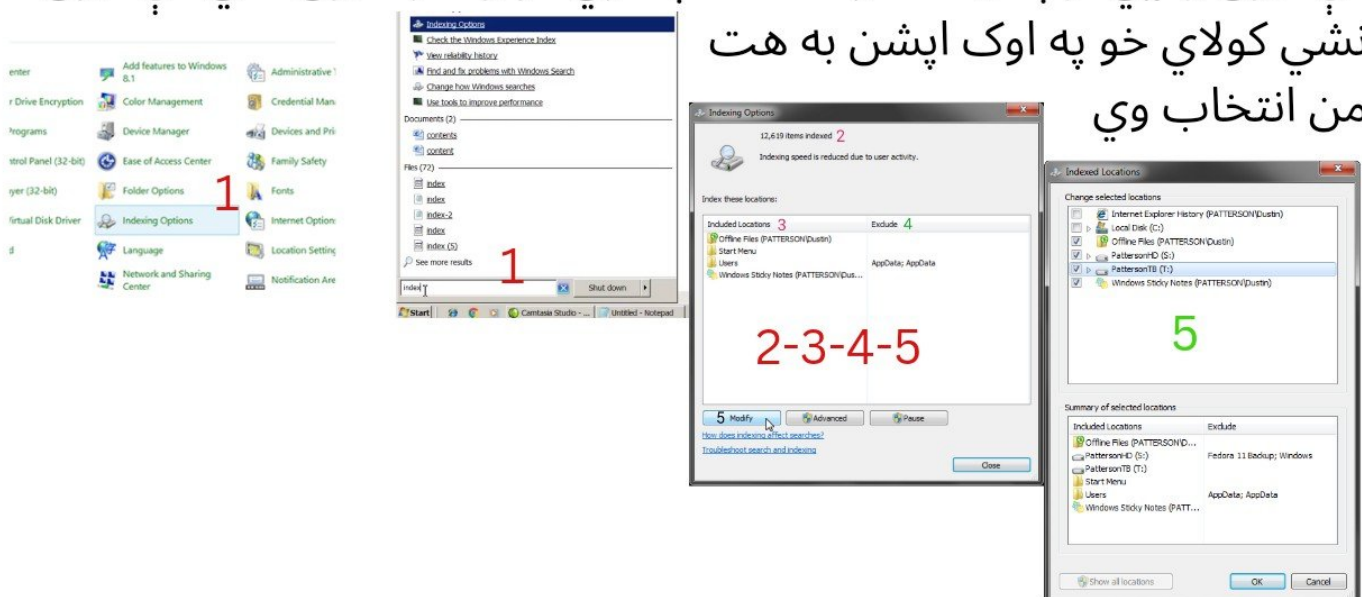 نشي کولاي خو په اوک اپشن به هت
من انتخاب وي
enter
Add features to Windows 8.1
r Drive Encryption
Color Management
Credential Man
Programs
Device Manager
Devices and Pri
strol Panel (32-bit)
Ease of Access Center
Family Safety
yer (32-bit)
Folder Options
1
Fonts
Virtual Disk Driver
Indexing Options
Internet Option
d
Language
Location Setting
Network and Sharing Center
Notification Are
Indexing Options
Check the Windows Experience Index
View reliability history
Find and fix problems with Windows Search
Change how Windows searches
Use tools to improve performance
Documents (2)
contents
content
Files (72)
index
index
index-2
index
index (5)
See more results
1
index
Shut down
Start
Camtasia Studio - ...
Untitled - Notepad
Indexing Options
12,619 items indexed 2
Indexing speed is reduced due to user activity.
Index these locations:
Included Locations 3 Exclude 4
Offline Files (PATTERSON\Dustin)
Start Menu
Users AppData; AppData
Windows Sticky Notes (PATTERSON\Dus...
2-3-4-5
5 Modify Advanced Pause
How does indexing affect searches?
Troubleshoot search and indexing
Close
Indexed Locations
Change selected locations
Internet Explorer History (PATTERSON\Dustin)
Local Disk (C:)
Offline Files (PATTERSON\Dustin)
PattersonHD (S:)
PattersonTB (T:)
Windows Sticky Notes (PATTERSON\Dustin)
5
Summary of selected locations
Included Locations Exclude
Offline Files (PATTERSON\D...
PattersonHD (S:) Fedora 11 Backup; Windows
PattersonTB (T:)
Start Menu
Users AppData; AppData
Windows Sticky Notes (PATT...
Show all locations OK Cancel